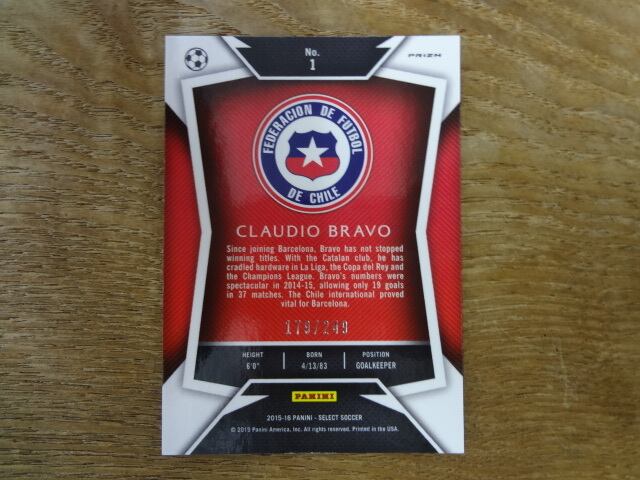 No.
1
PRIZM
FEDERACION DE FUTBOL
DE CHILE
CLAUDIO BRAVO
Since joining Barcelona, Bravo has not stopped
winning titles. With the Catalan club, he has
cradled hardware in La Liga, the Copa del Rey and
the Champions League. Bravo's numbers were
spectacular in 2014-15, allowing only 19 goals
in 37 matches. The Chile international proved
vital for Barcelona.
179/249
HEIGHT BORN POSITION
6'0" 4/13/83 GOALKEEPER
PANINI
2015-16 PANINI - SELECT SOCCER
© 2015 Panini America, Inc. All rights reserved. Printed in the USA.